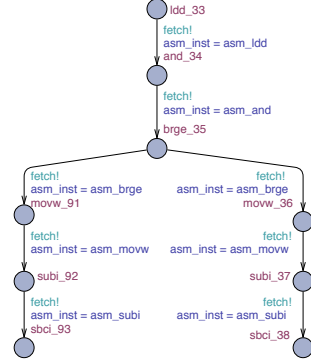 ldd_33
fetch!
asm_inst = asm_ldd
and_34
fetch!
asm_inst = asm_and
brge_35
fetch!
asm_inst = asm_brge
movw_91
fetch!
asm_inst = asm_movw
subi_92
fetch!
asm_inst = asm_subi
sbci_93
fetch!
asm_inst = asm_brge
movw_36
fetch!
asm_inst = asm_movw
subi_37
fetch!
asm_inst = asm_subi
sbci_38